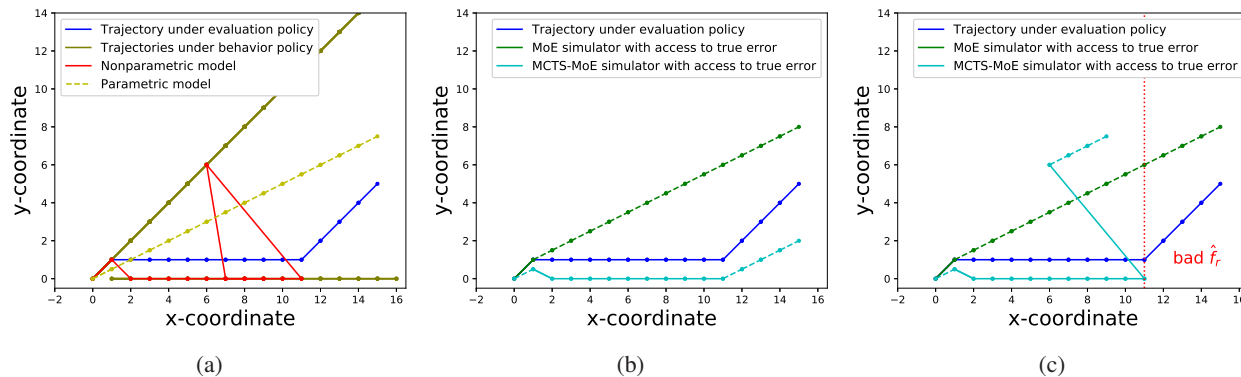 14
12
10
8
6
4
2
0
y-coordinate
−2 0 2 4 6 8 10 12 14 16
x-coordinate
Trajectory under evaluation policy
Trajectories under behavior policy
Nonparametric model
Parametric model
(a)
14
12
10
8
6
4
2
0
y-coordinate
−2 0 2 4 6 8 10 12 14 16
x-coordinate
Trajectory under evaluation policy
MoE simulator with access to true error
MCTS-MoE simulator with access to true error
(b)
14
12
10
8
6
4
2
0
y-coordinate
−2 0 2 4 6 8 10 12 14 16
x-coordinate
Trajectory under evaluation policy
MoE simulator with access to true error
MCTS-MoE simulator with access to true error
bad f̂_r
(c)